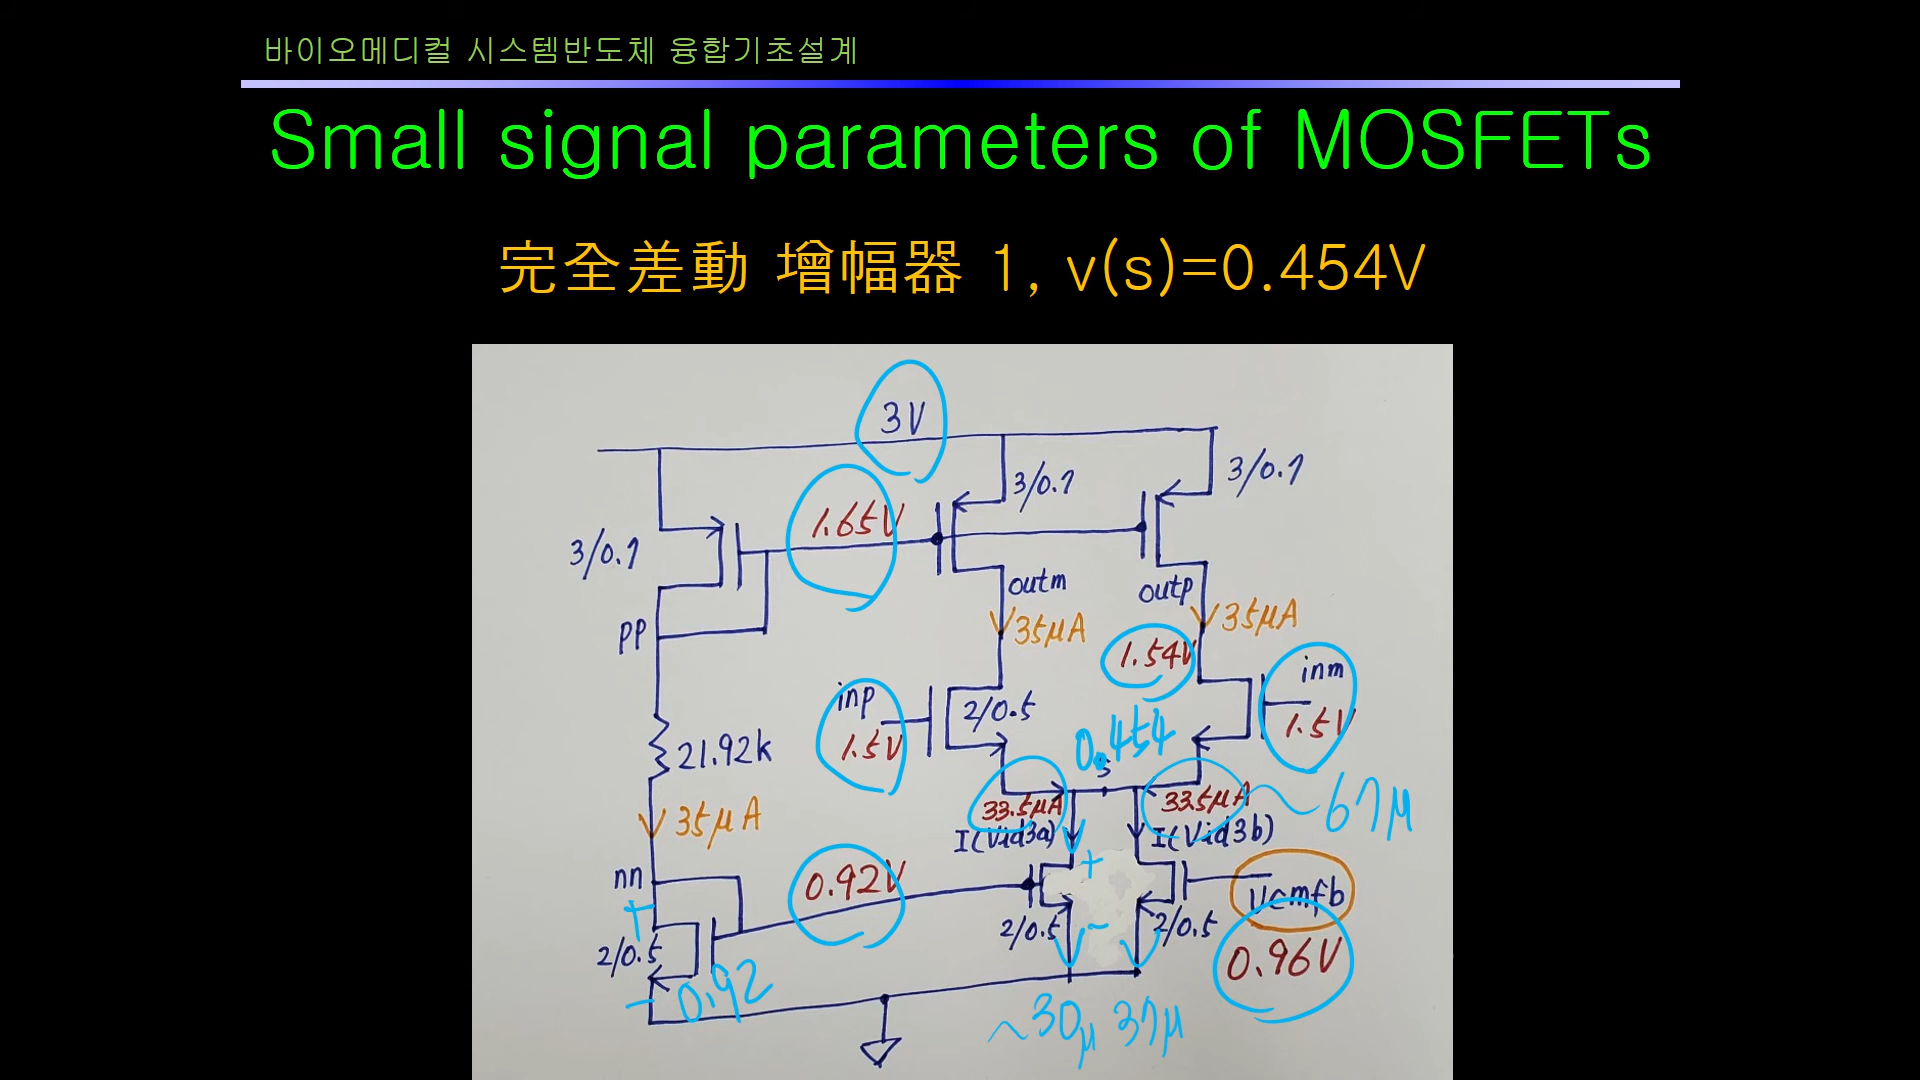 바이오메디컬 시스템반도체 융합기초설계
Small signal parameters of MOSFETs
完全差動 增幅器 1, v(s)=0.454V
3V
3/0.7
3/0.7
1.65V
3/0.7
outm
outp
pp
35μA
35μA
1.54V
inm
inp
2/0.5
1.5V
1.5V
0.454
21.92k
s
33.5μA
33.5μA
~67μ
35μA
I(Vid3a)
I(Vid3b)
+
nn
0.92V
Vcmfb
+
2/0.5
2/0.5
-
2/0.5
0.96V
-
0.92
~30μ 37μ